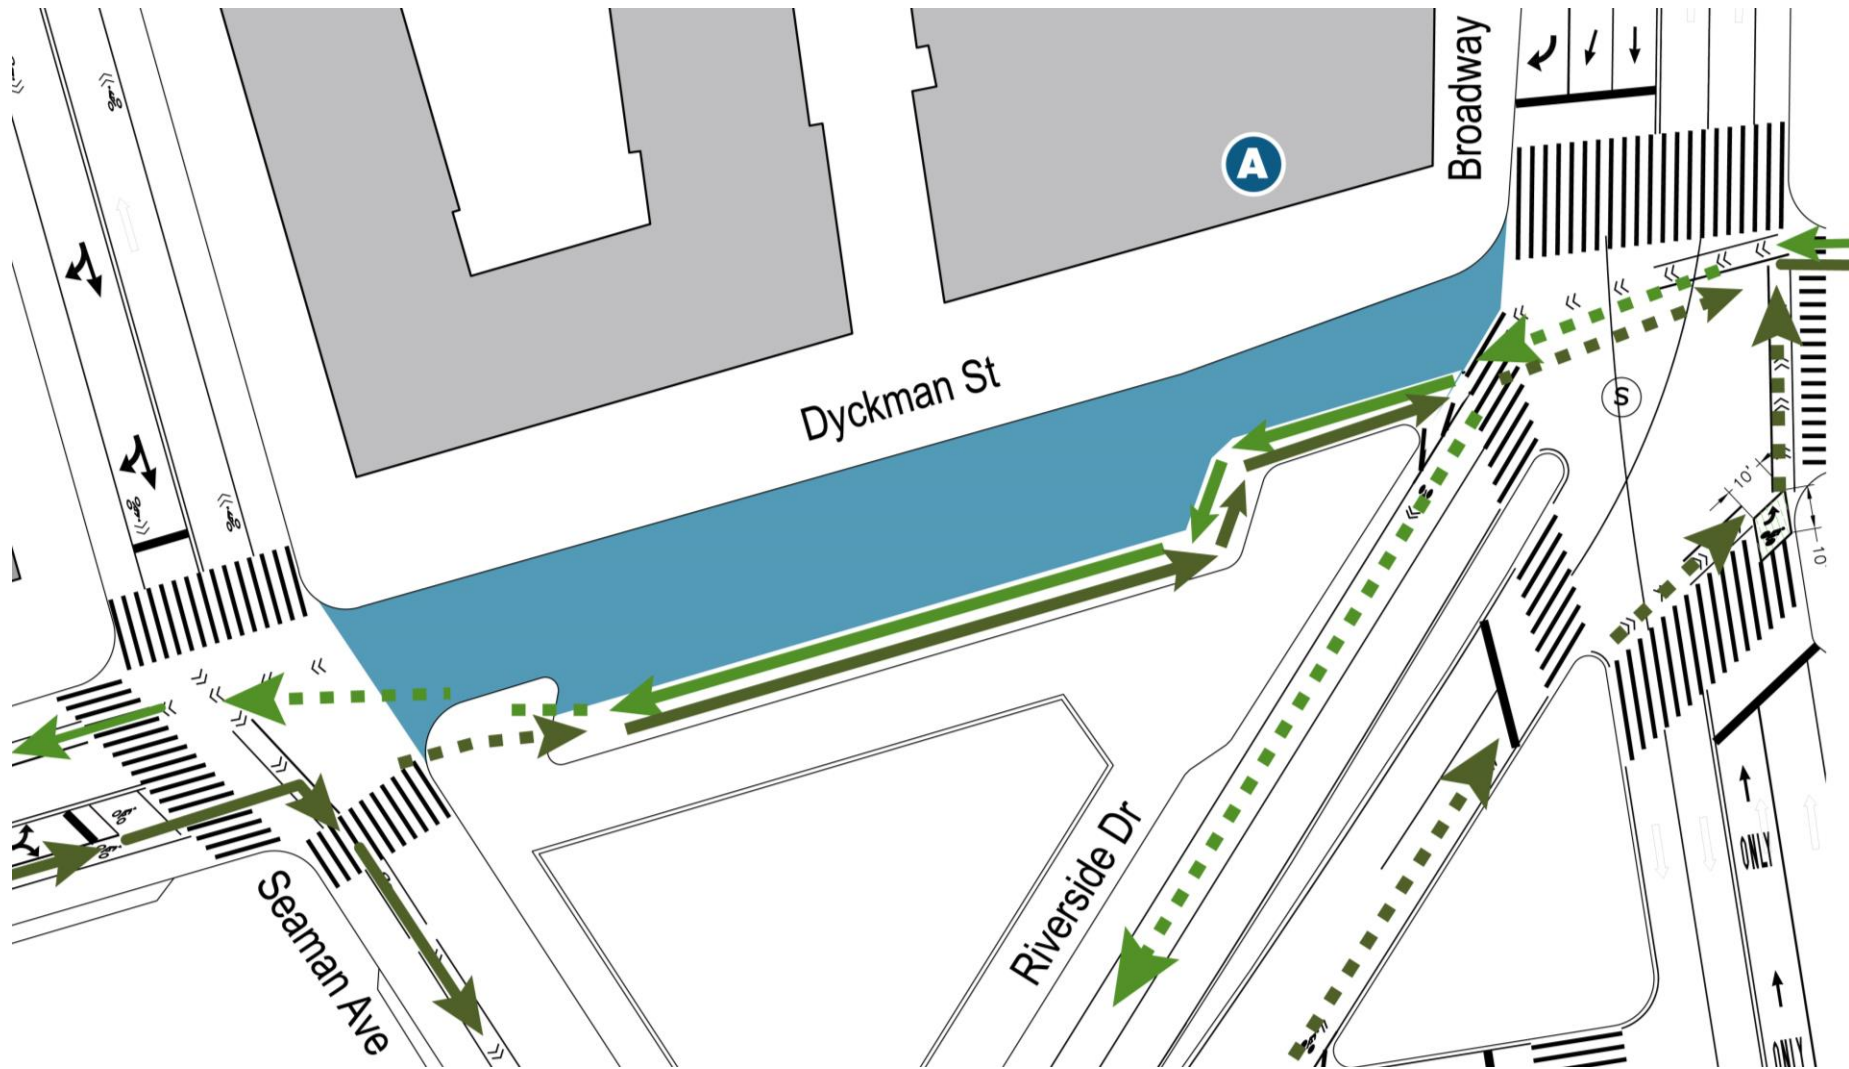 Broadway
A
Dyckman St
S
10'
10
Riverside Dr
Seaman Ave
ONLY
ONLY